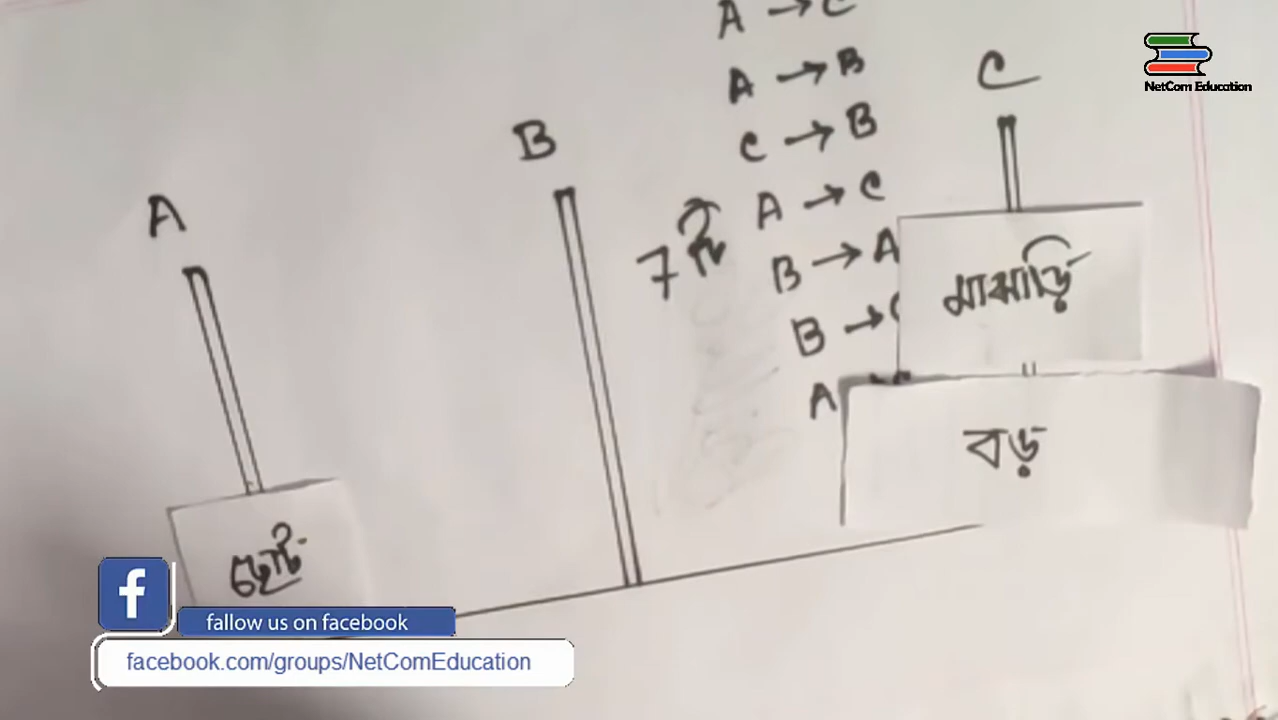 A → C
A → B
C → B
A → C
B → A
B → C
A
7 টি
A
B
C
ছোট
মাঝাড়ি
বড়
NetCom Education
fallow us on facebook
facebook.com/groups/NetComEducation